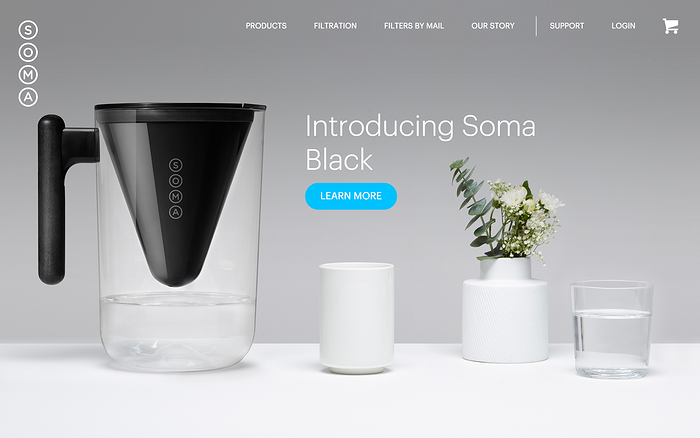 S
O
M
A
PRODUCTS FILTRATION FILTERS BY MAIL OUR STORY SUPPORT LOGIN
Introducing Soma
Black
LEARN MORE
S
O
M
A